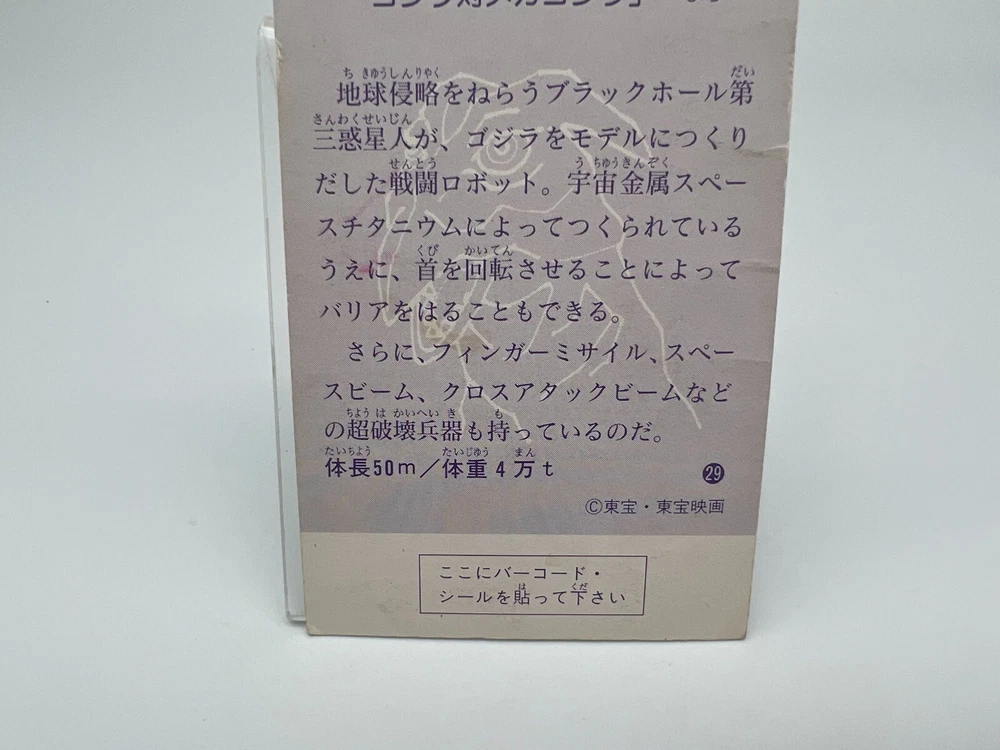 ゴジラ対メカゴジラ」
地球侵略をねらうブラックホール第
三惑星人が、ゴジラをモデルにつくり
だした戦闘ロボット。宇宙金属スペー
スチタニウムによってつくられている
うえに、首を回転させることによって
バリアをはることもできる。
さらに、フィンガーミサイル、スペー
スビーム、クロスアタックビームなど
の超破壊兵器も持っているのだ。
体長50m／体重4万t
29
©東宝・東宝映画
ここにバーコード・
シールを貼って下さい